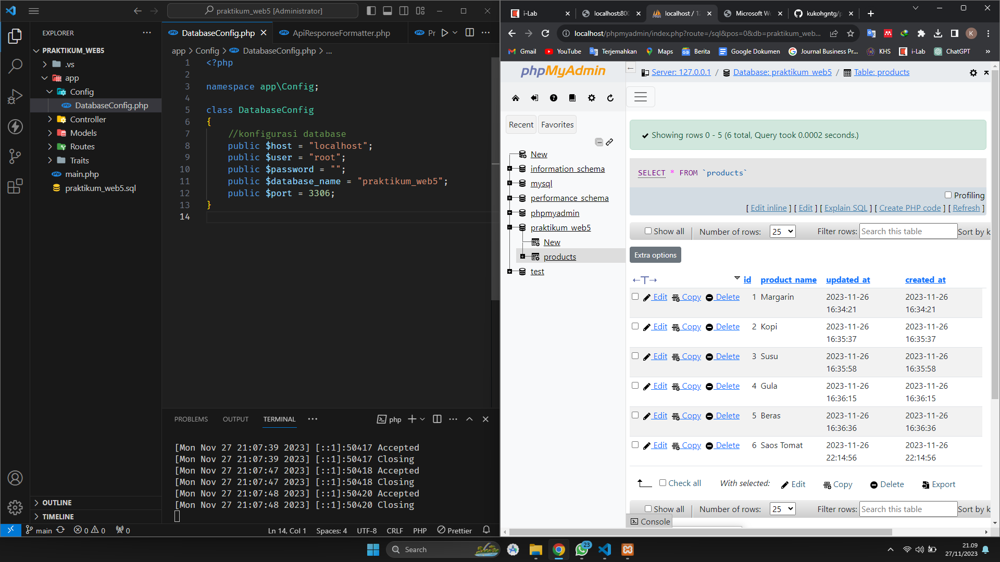 praktikum_web5 [Administrator]
EXPLORER
PRAKTIKUM_WEB5
.vs
app
Config
DatabaseConfig.php
Controller
Models
Routes
Traits
main.php
praktikum_web5.sql
OUTLINE
TIMELINE
DatabaseConfig.php
ApiResponseFormatter.php
Pr
app > Config > DatabaseConfig.php > ...
1 <?php
2
3 namespace app\Config;
4
5 class DatabaseConfig
6 {
7 //konfigurasi database
8 public $host = "localhost";
9 public $user = "root";
10 public $password = "";
11 public $database_name = "praktikum_web5";
12 public $port = 3306;
13 }
14
PROBLEMS OUTPUT TERMINAL
php
[Mon Nov 27 21:07:39 2023] [::1]:50417 Accepted
[Mon Nov 27 21:07:39 2023] [::1]:50417 Closing
[Mon Nov 27 21:07:47 2023] [::1]:50418 Accepted
[Mon Nov 27 21:07:47 2023] [::1]:50418 Closing
[Mon Nov 27 21:07:48 2023] [::1]:50420 Accepted
[Mon Nov 27 21:07:48 2023] [::1]:50420 Closing
main 0 0 0 Ln 14, Col 1 Spaces: 4 UTF-8 CRLF PHP Prettier
i-Lab localhost:800 localhost / 12 Microsoft Wo kukohgntg/p
localhost/phpmyadmin/index.php?route=/sql&pos=0&db=praktikum_web... K
Gmail YouTube Terjemahkan Maps Berita Google Dokumen Journal Business Pr... KHS i-Lab ChatGPT »
phpMyAdmin
Recent Favorites
New
information_schema
mysql
performance_schema
phpmyadmin
praktikum_web5
New
products
test
Server: 127.0.0.1 / Database: praktikum_web5 / Table: products
Showing rows 0 - 5 (6 total, Query took 0.0002 seconds.)
SELECT * FROM `products`
Profiling
[ Edit inline ] [ Edit ] [ Explain SQL ] [ Create PHP code ] [ Refresh ]
Show all Number of rows: 25 Filter rows: Search this table Sort by k
Extra options
id product_name updated_at created_at
Edit Copy Delete 1 Margarin 2023-11-26 2023-11-26
16:34:21 16:34:21
Edit Copy Delete 2 Kopi 2023-11-26 2023-11-26
16:35:37 16:35:37
Edit Copy Delete 3 Susu 2023-11-26 2023-11-26
16:35:58 16:35:58
Edit Copy Delete 4 Gula 2023-11-26 2023-11-26
16:36:15 16:36:15
Edit Copy Delete 5 Beras 2023-11-26 2023-11-26
16:36:36 16:36:36
Edit Copy Delete 6 Saos Tomat 2023-11-26 2023-11-26
22:14:56 22:14:56
Check all With selected: Edit Copy Delete Export
Show all Number of rows: 25 Filter rows: Search this table Sort by k
Console
Search
23
21.09
27/11/2023